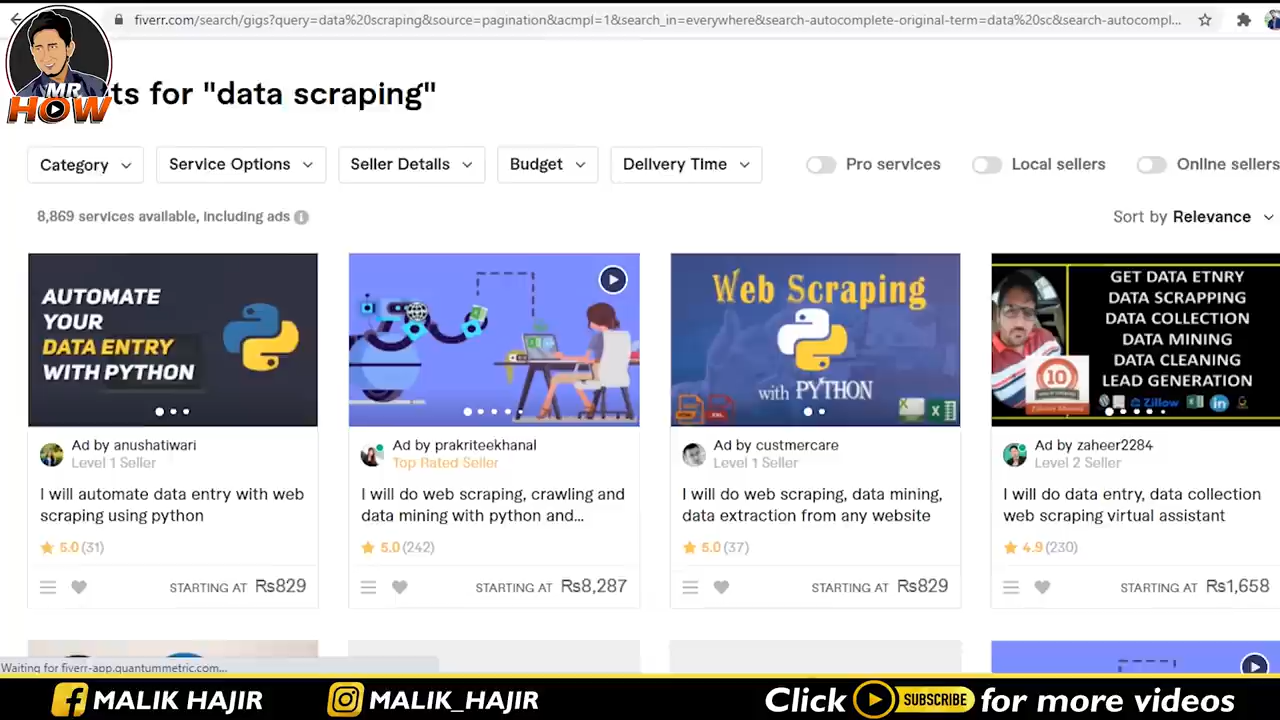 fiverr.com/search/gigs?query=data%20scraping&source=pagination&acmpl=1&search_in=everywhere&search-autocomplete-original-term=data%20sc&search-autocompl...
MR
HOW
ts for "data scraping"
Category
Service Options
Seller Details
Budget
Delivery Time
Pro services
Local sellers
Online sellers
8,869 services available, including ads
Sort by Relevance
AUTOMATE
YOUR
DATA ENTRY
WITH PYTHON
Web Scraping
with PYTHON
GET DATA ETNRY
DATA SCRAPPING
DATA COLLECTION
DATA MINING
DATA CLEANING
LEAD GENERATION
10
Zillow
Ad by anushatiwari
Level 1 Seller
I will automate data entry with web
scraping using python
5.0 (31)
STARTING AT Rs829
Ad by prakriteekhanal
Top Rated Seller
I will do web scraping, crawling and
data mining with python and...
5.0 (242)
STARTING AT Rs8,287
Ad by custmercare
Level 1 Seller
I will do web scraping, data mining,
data extraction from any website
5.0 (37)
STARTING AT Rs829
Ad by zaheer2284
Level 2 Seller
I will do data entry, data collection
web scraping virtual assistant
4.9 (230)
STARTING AT Rs1,658
Waiting for fiverr-app.quantummetric.com...
MALIK HAJIR
MALIK_HAJIR
Click SUBSCRIBE for more videos